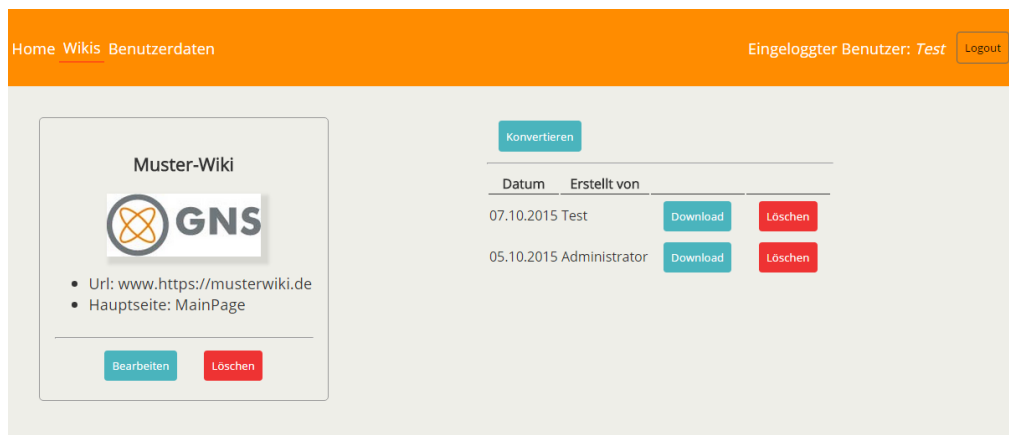 Home Wikis Benutzerdaten
Eingeloggter Benutzer: Test Logout
Muster-Wiki
GNS
Url: www.https://musterwiki.de
Hauptseite: MainPage
Bearbeiten Löschen
Konvertieren
Datum Erstellt von
07.10.2015 Test Download Löschen
05.10.2015 Administrator Download Löschen